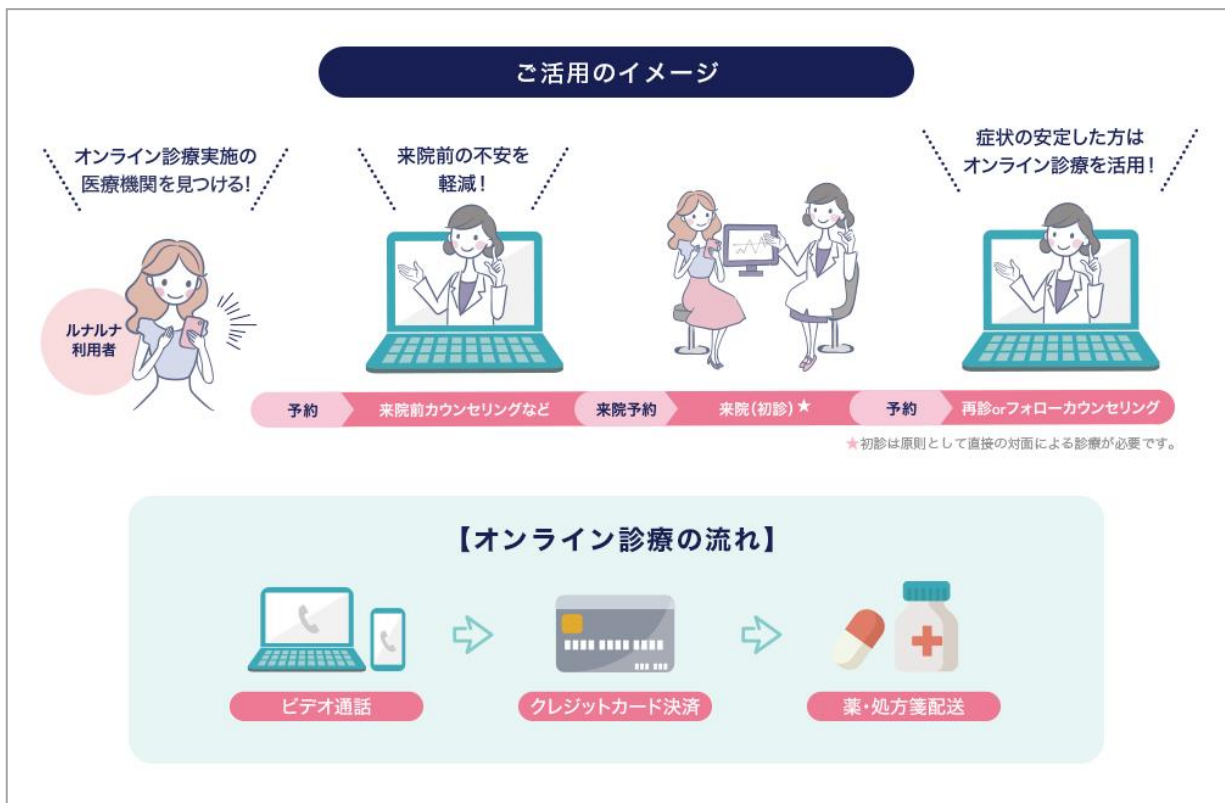 ご活用のイメージ
オンライン診療実施の
医療機関を見つける!
来院前の不安を
軽減!
症状の安定した方は
オンライン診療を活用!
ルナルナ
利用者
予約
来院前カウンセリングなど
来院予約
来院(初診)★
予約
再診orフォローカウンセリング
★初診は原則として直接の対面による診療が必要です。
【オンライン診療の流れ】
ビデオ通話
クレジットカード決済
薬・処方箋配送